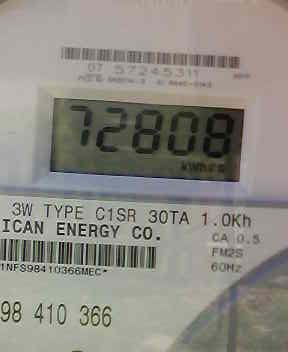 07 57245311
72808
kWhrs
3W TYPE C1SR 30TA 1.0Kh
ICAN ENERGY CO.
CA 0.5
FM2S
60Hz
1NFS98410366MEC*
98 410 366